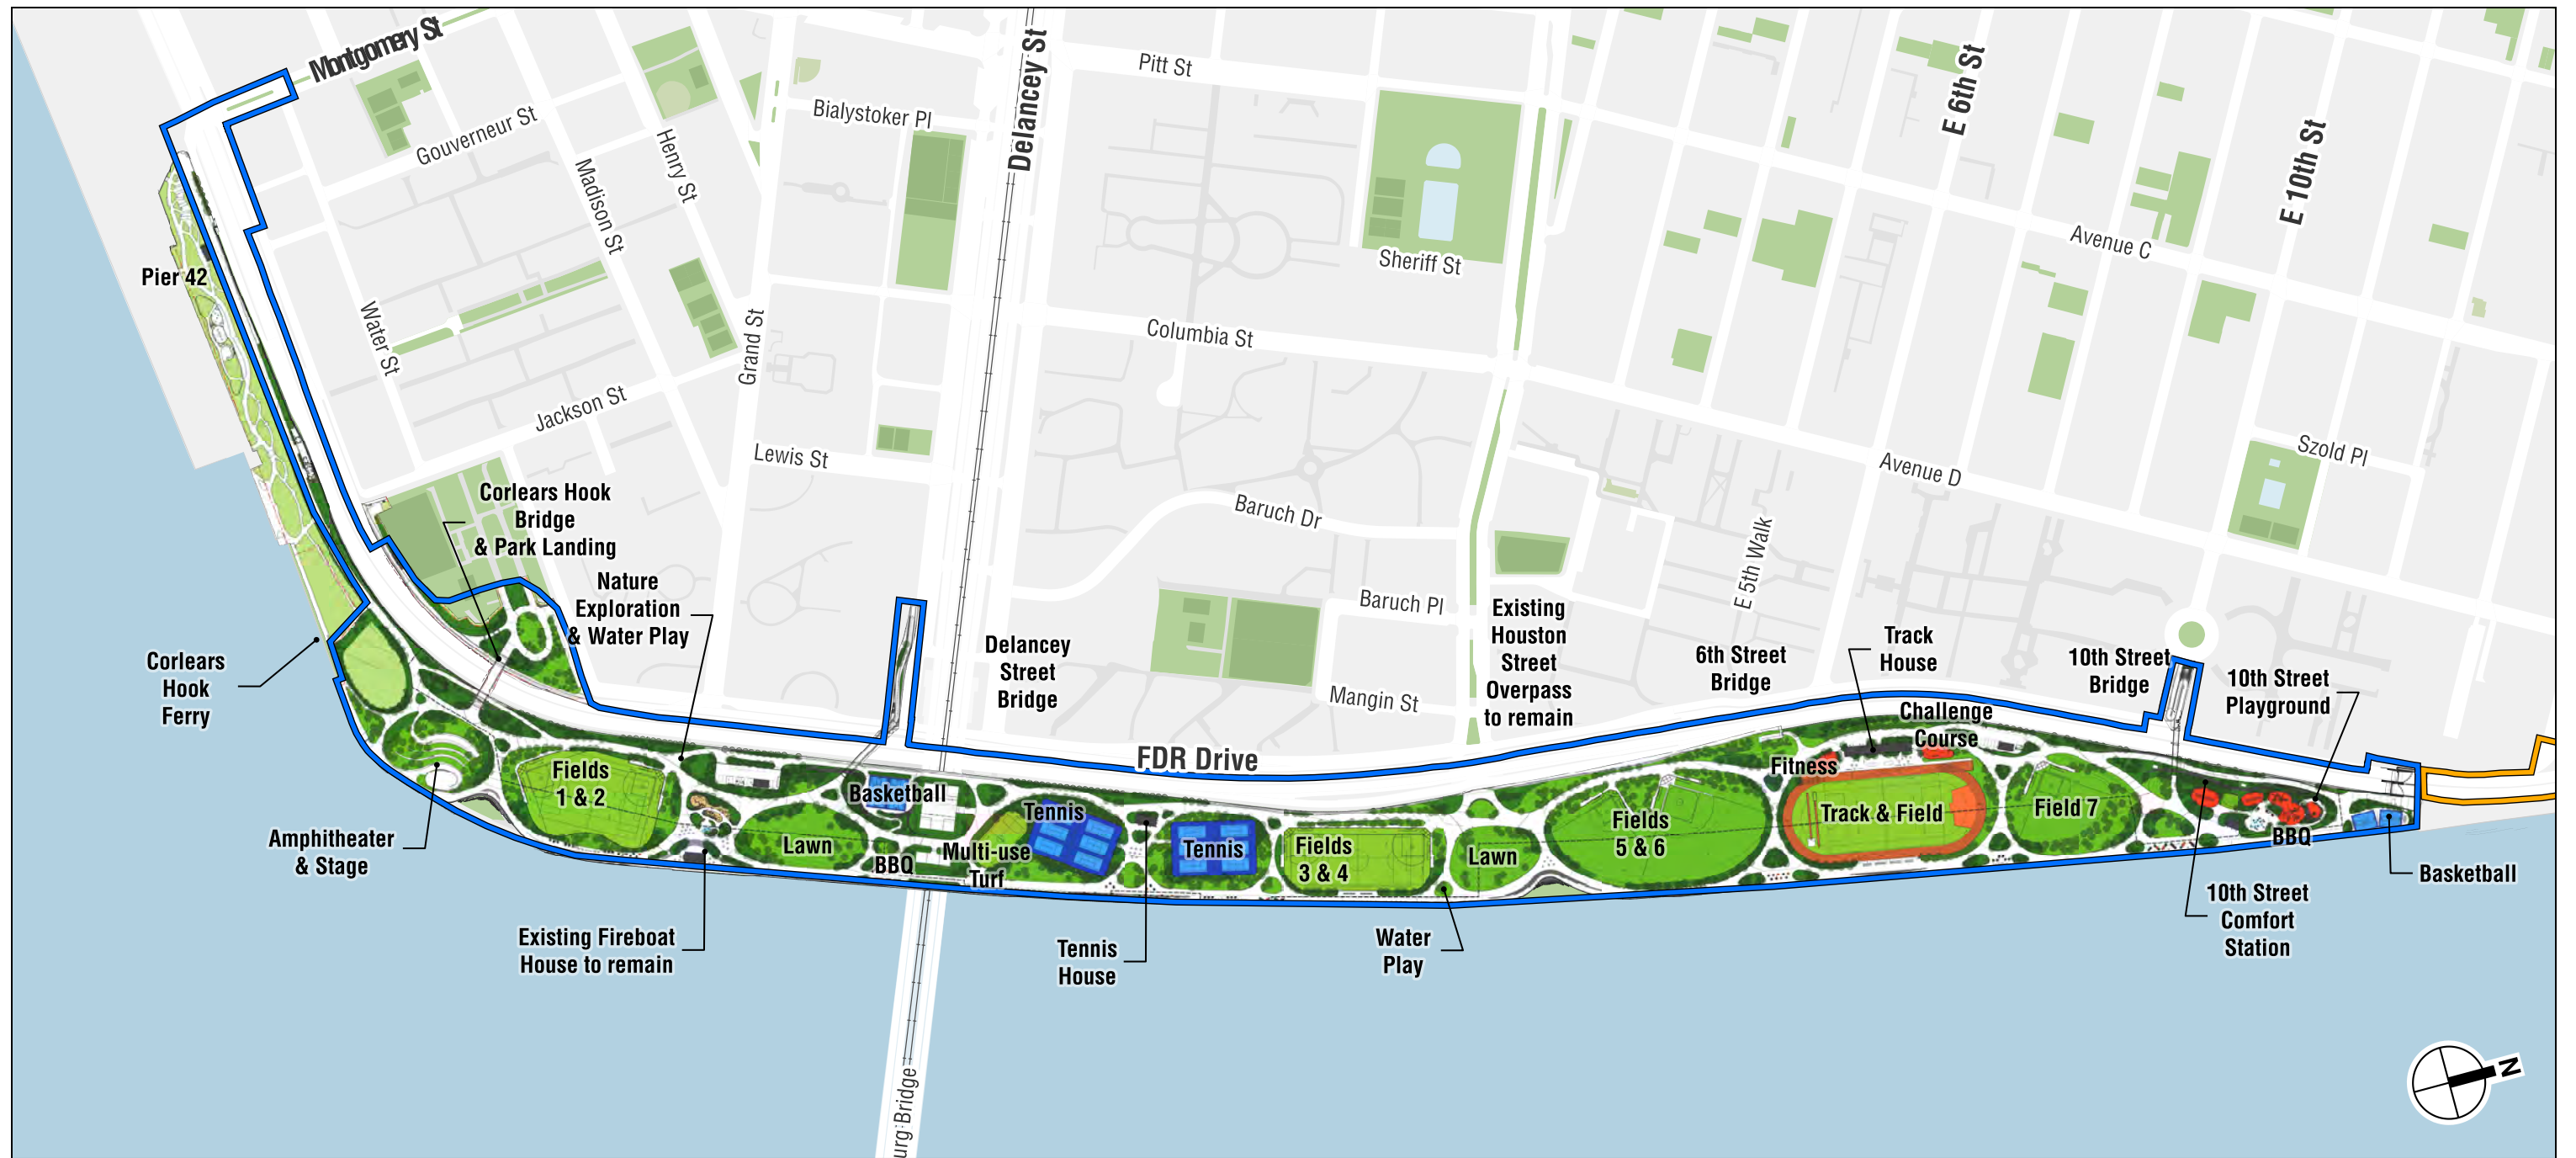 Montgomery St
Gouverneur St
Henry St
Madison St
Water St
Jackson St
Grand St
Bialystoker Pl
Lewis St
Delancey St
Pitt St
Sheriff St
Columbia St
Baruch Dr
Baruch Pl
Mangin St
FDR Drive
E 5th Walk
E 6th St
E 10th St
Avenue C
Avenue D
Szold Pl
Pier 42
Corlears Hook
Bridge
& Park Landing
Nature
Exploration
& Water Play
Corlears
Hook
Ferry
Delancey
Street
Bridge
Existing
Houston
Street
Overpass
to remain
6th Street
Bridge
Track
House
10th Street
Bridge
10th Street
Playground
Challenge
Course
Fitness
Fields
1 & 2
Basketball
Tennis
Lawn
BBQ
Multi-use
Turf
Tennis
Fields
3 & 4
Lawn
Fields
5 & 6
Track & Field
Field 7
BBQ
Basketball
Amphitheater
& Stage
Existing Fireboat
House to remain
Tennis
House
Water
Play
10th Street
Comfort
Station
urg Bridge
N